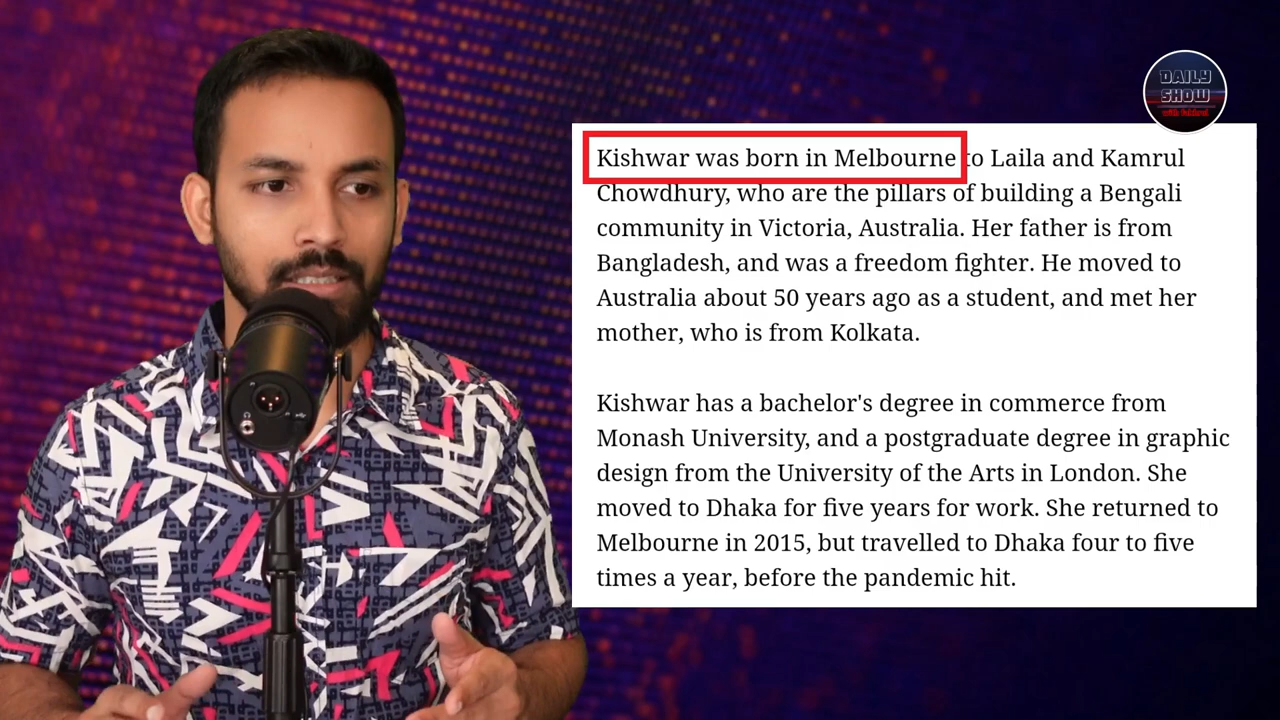 DAILY
SHOW
Kishwar was born in Melbourne to Laila and Kamrul
Chowdhury, who are the pillars of building a Bengali
community in Victoria, Australia. Her father is from
Bangladesh, and was a freedom fighter. He moved to
Australia about 50 years ago as a student, and met her
mother, who is from Kolkata.
Kishwar has a bachelor's degree in commerce from
Monash University, and a postgraduate degree in graphic
design from the University of the Arts in London. She
moved to Dhaka for five years for work. She returned to
Melbourne in 2015, but travelled to Dhaka four to five
times a year, before the pandemic hit.